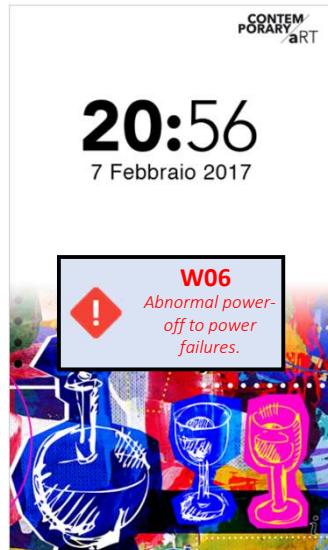 CONTEM
PORARY
aRT
20:56
7 Febbraio 2017
W06
Abnormal power-
off to power
failures.
i